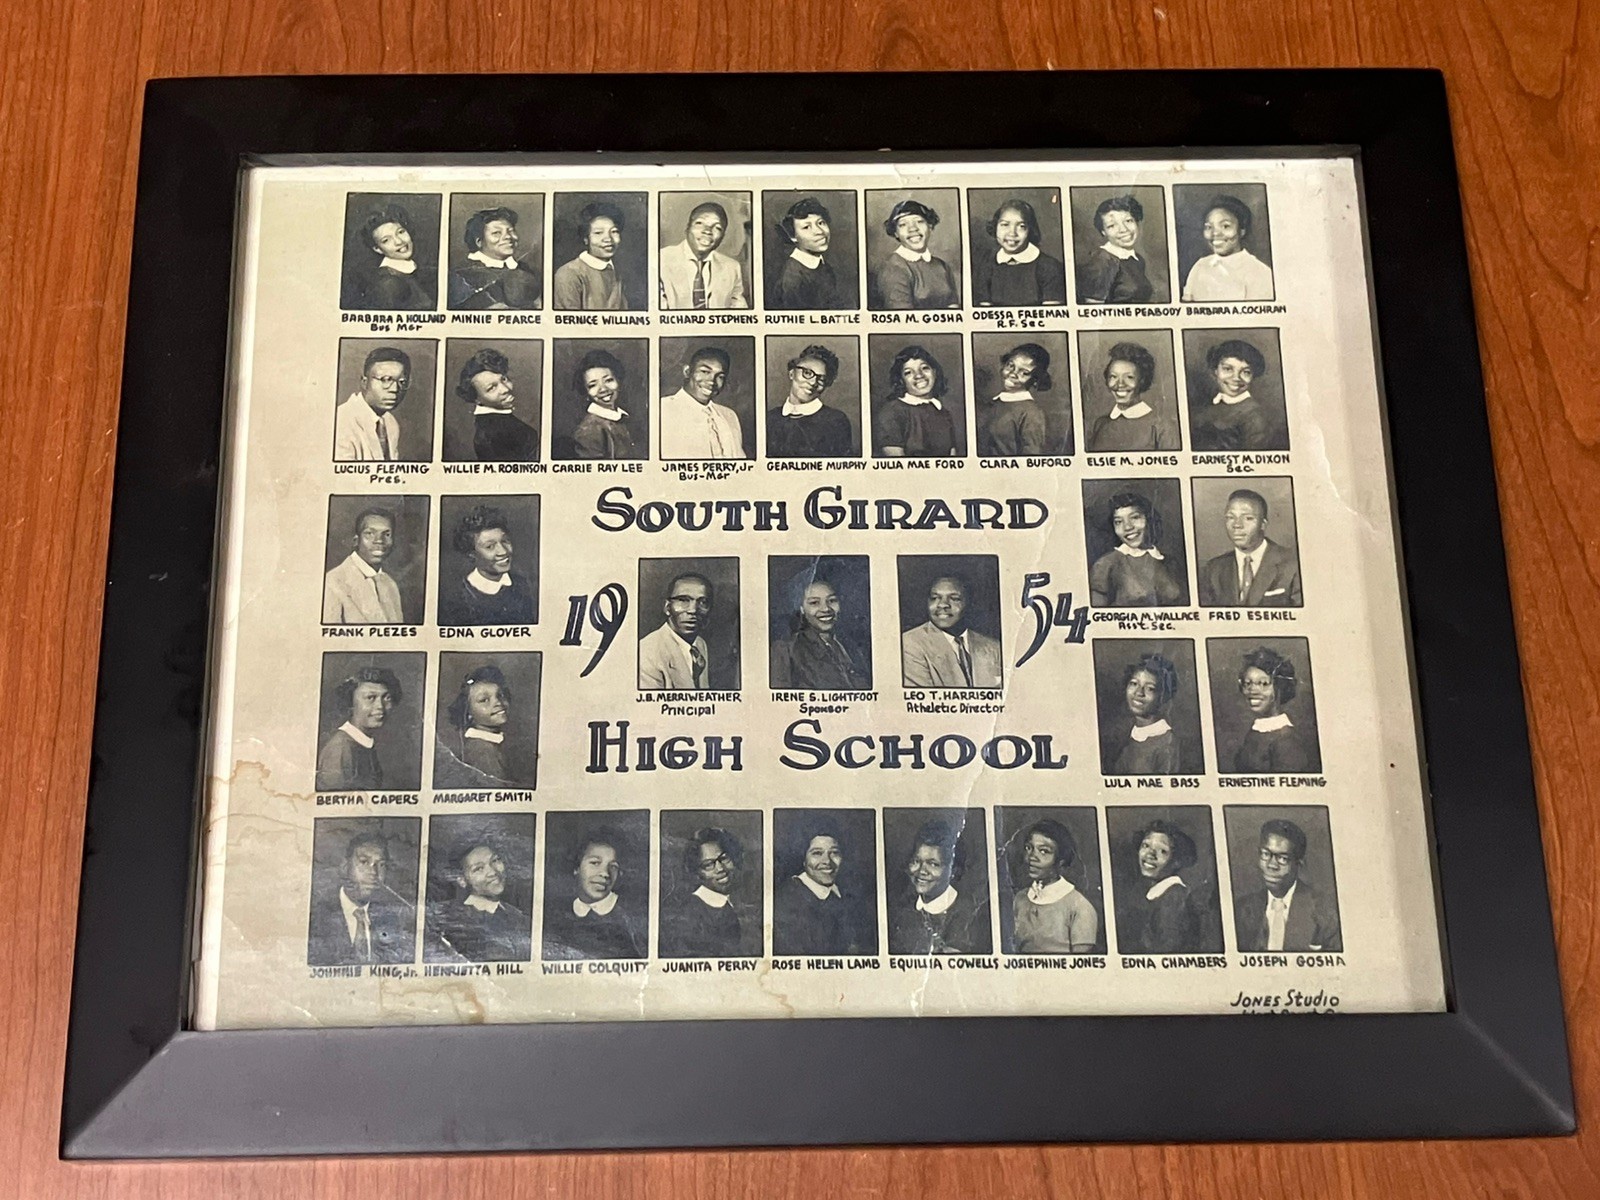 BARBARA A HOLLAND
Bus Mgr
MINNIE PEARCE
BERNICE WILLIAMS
RICHARD STEPHENS
RUTHIE L. BATTLE
ROSA M. GOSHA
ODESSA FREEMAN
R.F. Sec
LEONTINE PEABODY
BARBARA A. COCHRAN
LUCIUS FLEMING
Pres.
WILLIE M. ROBINSON
CARRIE RAY LEE
JAMES PERRY, Jr
Bus-Mgr
GEARLDINE MURPHY
JULIA MAE FORD
CLARA BUFORD
ELSIE M. JONES
EARNEST M. DIXON
Sec.
SOUTH GIRARD
FRANK PLEZES
EDNA GLOVER
19
54
GEORGIA M. WALLACE
Asst. Sec.
FRED ESEKIEL
J.B. MERRIWEATHER
Principal
IRENE S. LIGHTFOOT
Sponsor
LEO T. HARRISON
Atheletic Director
HIGH SCHOOL
BERTHA CAPERS
MARGARET SMITH
LULA MAE BASS
ERNESTINE FLEMING
JOHNNIE KING, Jr.
HENRIETTA HILL
WILLIE COLQUITT
JUANITA PERRY
ROSE HELEN LAMB
EQUILLIA COWELLS
JOSIEPHINE JONES
EDNA CHAMBERS
JOSEPH GOSHA
JONES STUDIO